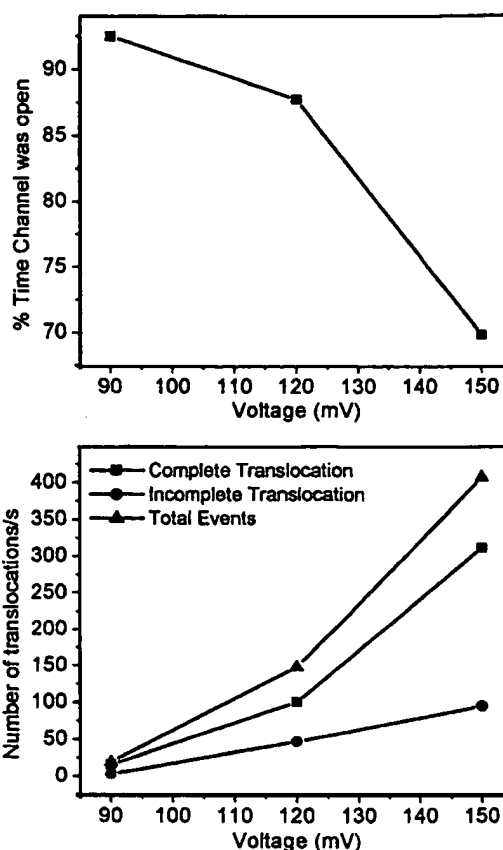 % Time Channel was open
90
85
80
75
70
90 100 110 120 130 140 150
Voltage (mV)
Number of translocations/s
Complete Translocation
Incomplete Translocation
Total Events
400
350
300
250
200
150
100
50
0
90 100 110 120 130 140 150
Voltage (mV)